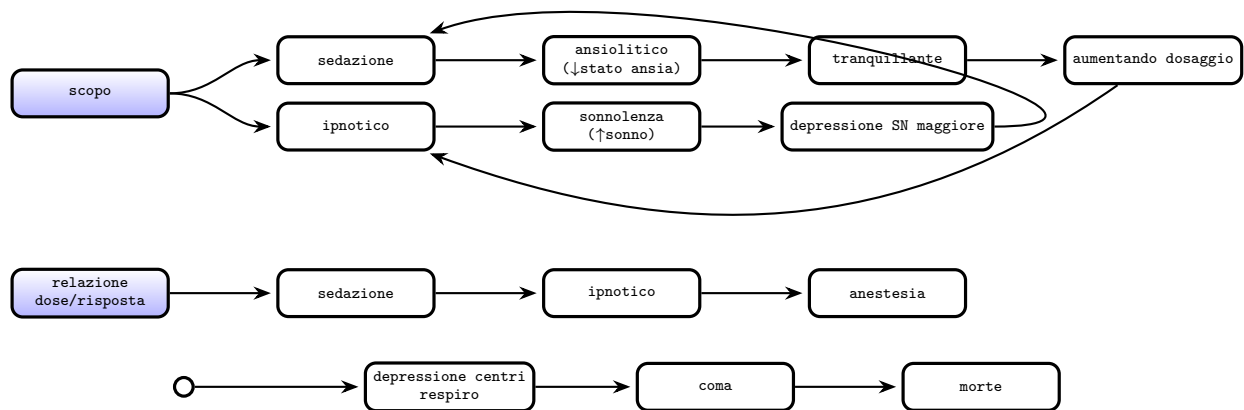 scopo
sedazione
ansiolitico
(↓stato ansia)
tranquillante
aumentando dosaggio
ipnotico
sonnolenza
(↑sonno)
depressione SN maggiore
relazione
dose/risposta
sedazione
ipnotico
anestesia
depressione centri
respiro
coma
morte